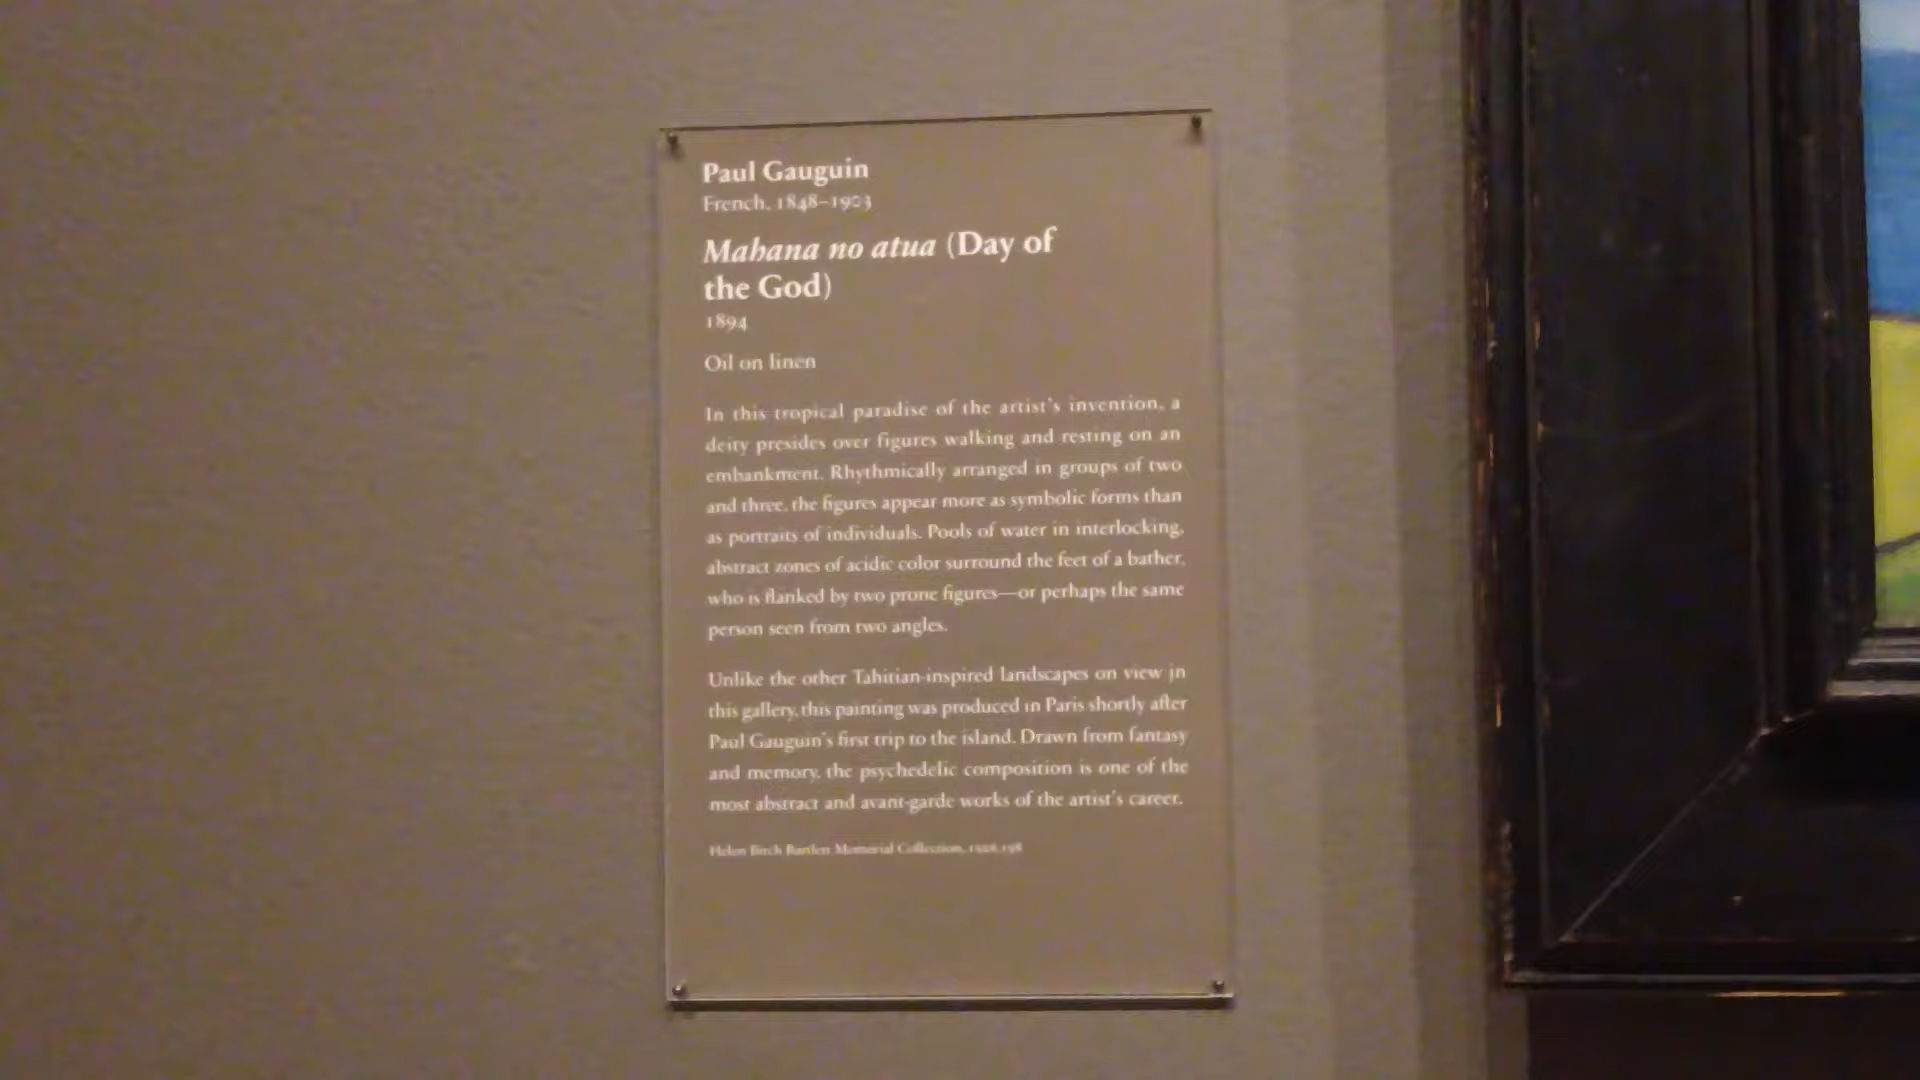 Paul Gauguin
French, 1848–1903
Mahana no atua (Day of
the God)
1894
Oil on linen
In this tropical paradise of the artist's invention, a
deity presides over figures walking and resting on an
embankment. Rhythmically arranged in groups of two
and three, the figures appear more as symbolic forms than
as portraits of individuals. Pools of water in interlocking,
abstract zones of acidic color surround the feet of a bather,
who is flanked by two prone figures—or perhaps the same
person seen from two angles.
Unlike the other Tahitian-inspired landscapes on view in
this gallery, this painting was produced in Paris shortly after
Paul Gauguin's first trip to the island. Drawn from fantasy
and memory, the psychedelic composition is one of the
most abstract and avant-garde works of the artist's career.
Helen Birch Bartlett Memorial Collection,